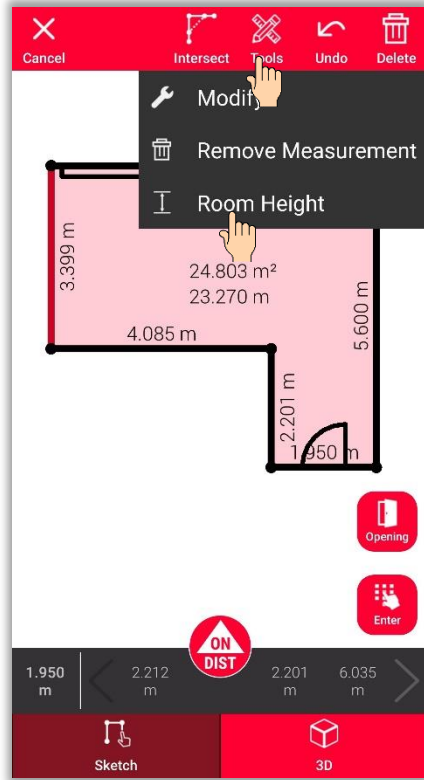 Cancel
Intersect
Tools
Undo
Delete
Modify
Remove Measurement
Room Height
3.399 m
24.803 m²
23.270 m
5.600 m
4.085 m
2.201 m
1.950 m
Opening
Enter
ON
DIST
1.950
m
2.212
m
2.201
m
6.035
m
Sketch
3D